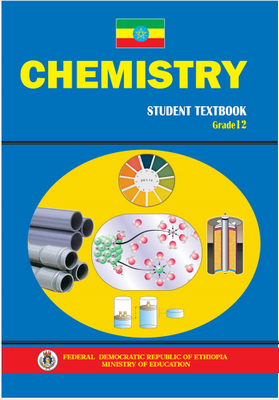 CHEMISTRY
STUDENT TEXTBOOK
Grade 12
FEDERAL DEMOCRATIC REPUBLIC OF ETHIOPIA
MINISTRY OF EDUCATION